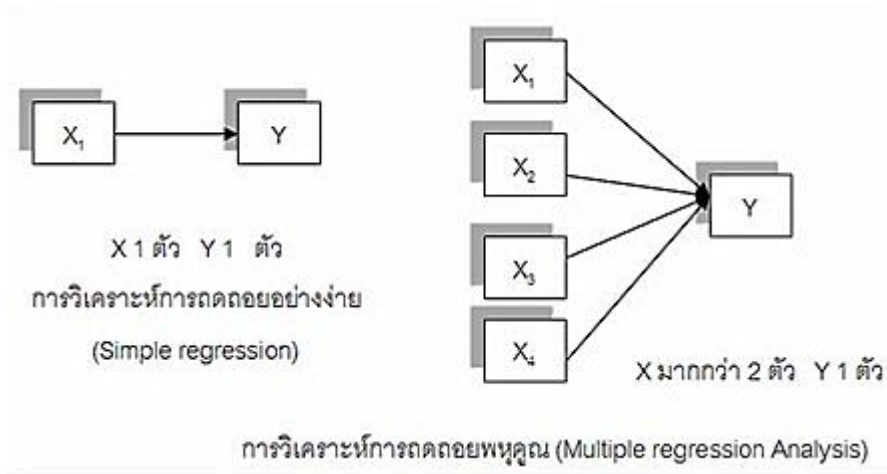 X₁
Y
X 1 ตัว Y 1 ตัว
การวิเคราะห์การถดถอยอย่างง่าย
(Simple regression)
X₁
X₂
X₃
X₄
Y
X มากกว่า 2 ตัว Y 1 ตัว
การวิเคราะห์การถดถอยพหุคูณ (Multiple regression Analysis)